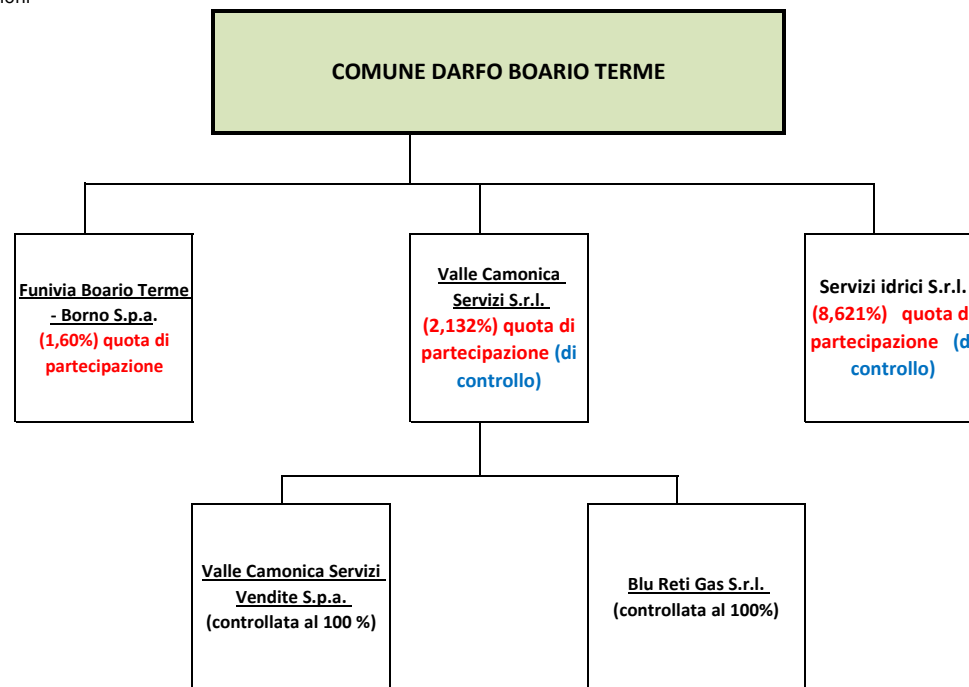 COMUNE DARFO BOARIO TERME
Funivia Boario Terme
- Borno S.p.a.
(1,60%) quota di
partecipazione
Valle Camonica
Servizi S.r.l.
(2,132%) quota di
partecipazione (di
controllo)
Servizi idrici S.r.l.
(8,621%) quota d
partecipazione (d
controllo)
Valle Camonica Servizi
Vendite S.p.a.
(controllata al 100 %)
Blu Reti Gas S.r.l.
(controllata al 100%)